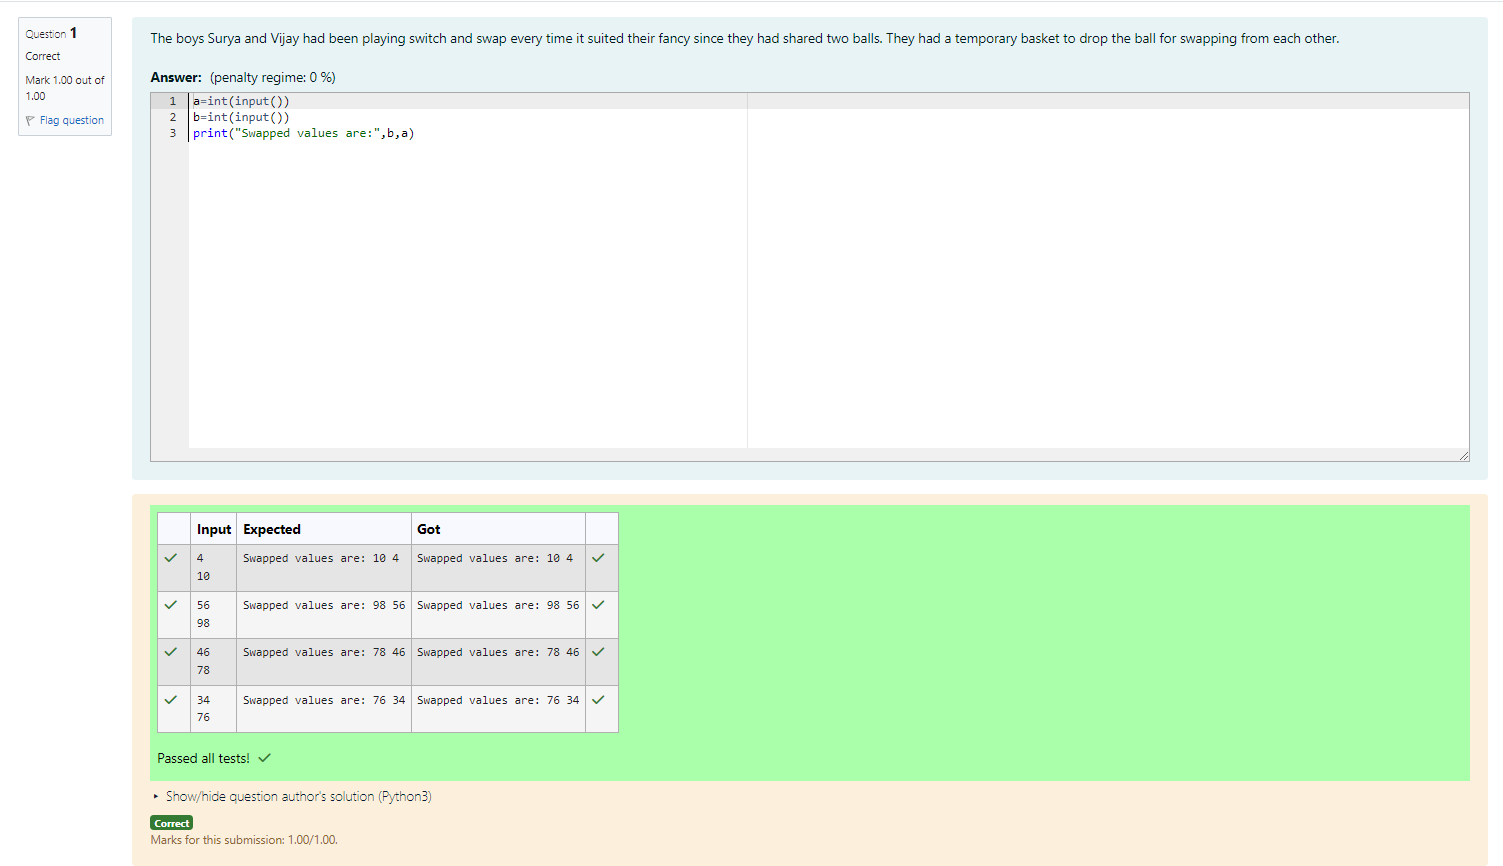 Question 1
Correct
Mark 1.00 out of
1.00
Flag question
The boys Surya and Vijay had been playing switch and swap every time it suited their fancy since they had shared two balls. They had a temporary basket to drop the ball for swapping from each other.
Answer: (penalty regime: 0 %)
1 a=int(input())
2 b=int(input())
3 print("Swapped values are:",b,a)
Input Expected Got
4 Swapped values are: 10 4 Swapped values are: 10 4
10
56 Swapped values are: 98 56 Swapped values are: 98 56
98
46 Swapped values are: 78 46 Swapped values are: 78 46
78
34 Swapped values are: 76 34 Swapped values are: 76 34
76
Passed all tests!
Show/hide question author's solution (Python3)
Correct
Marks for this submission: 1.00/1.00.